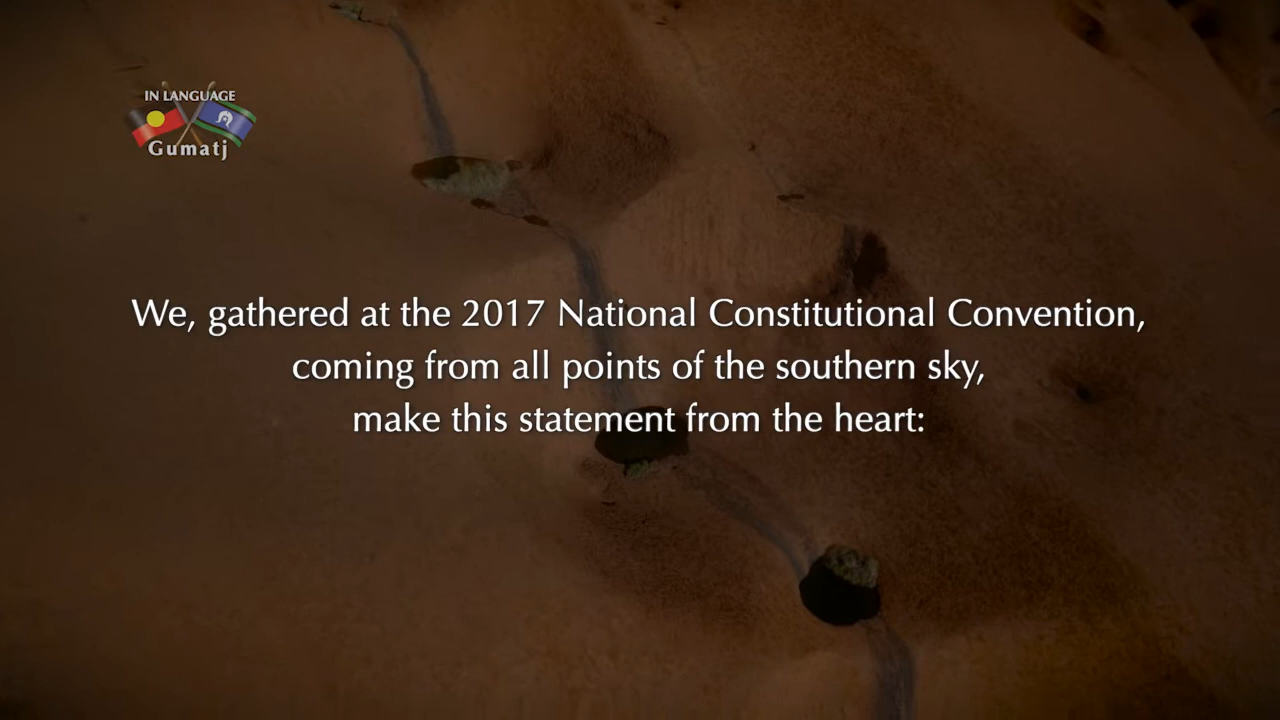 IN LANGUAGE
Gumatj
We, gathered at the 2017 National Constitutional Convention,
coming from all points of the southern sky,
make this statement from the heart: